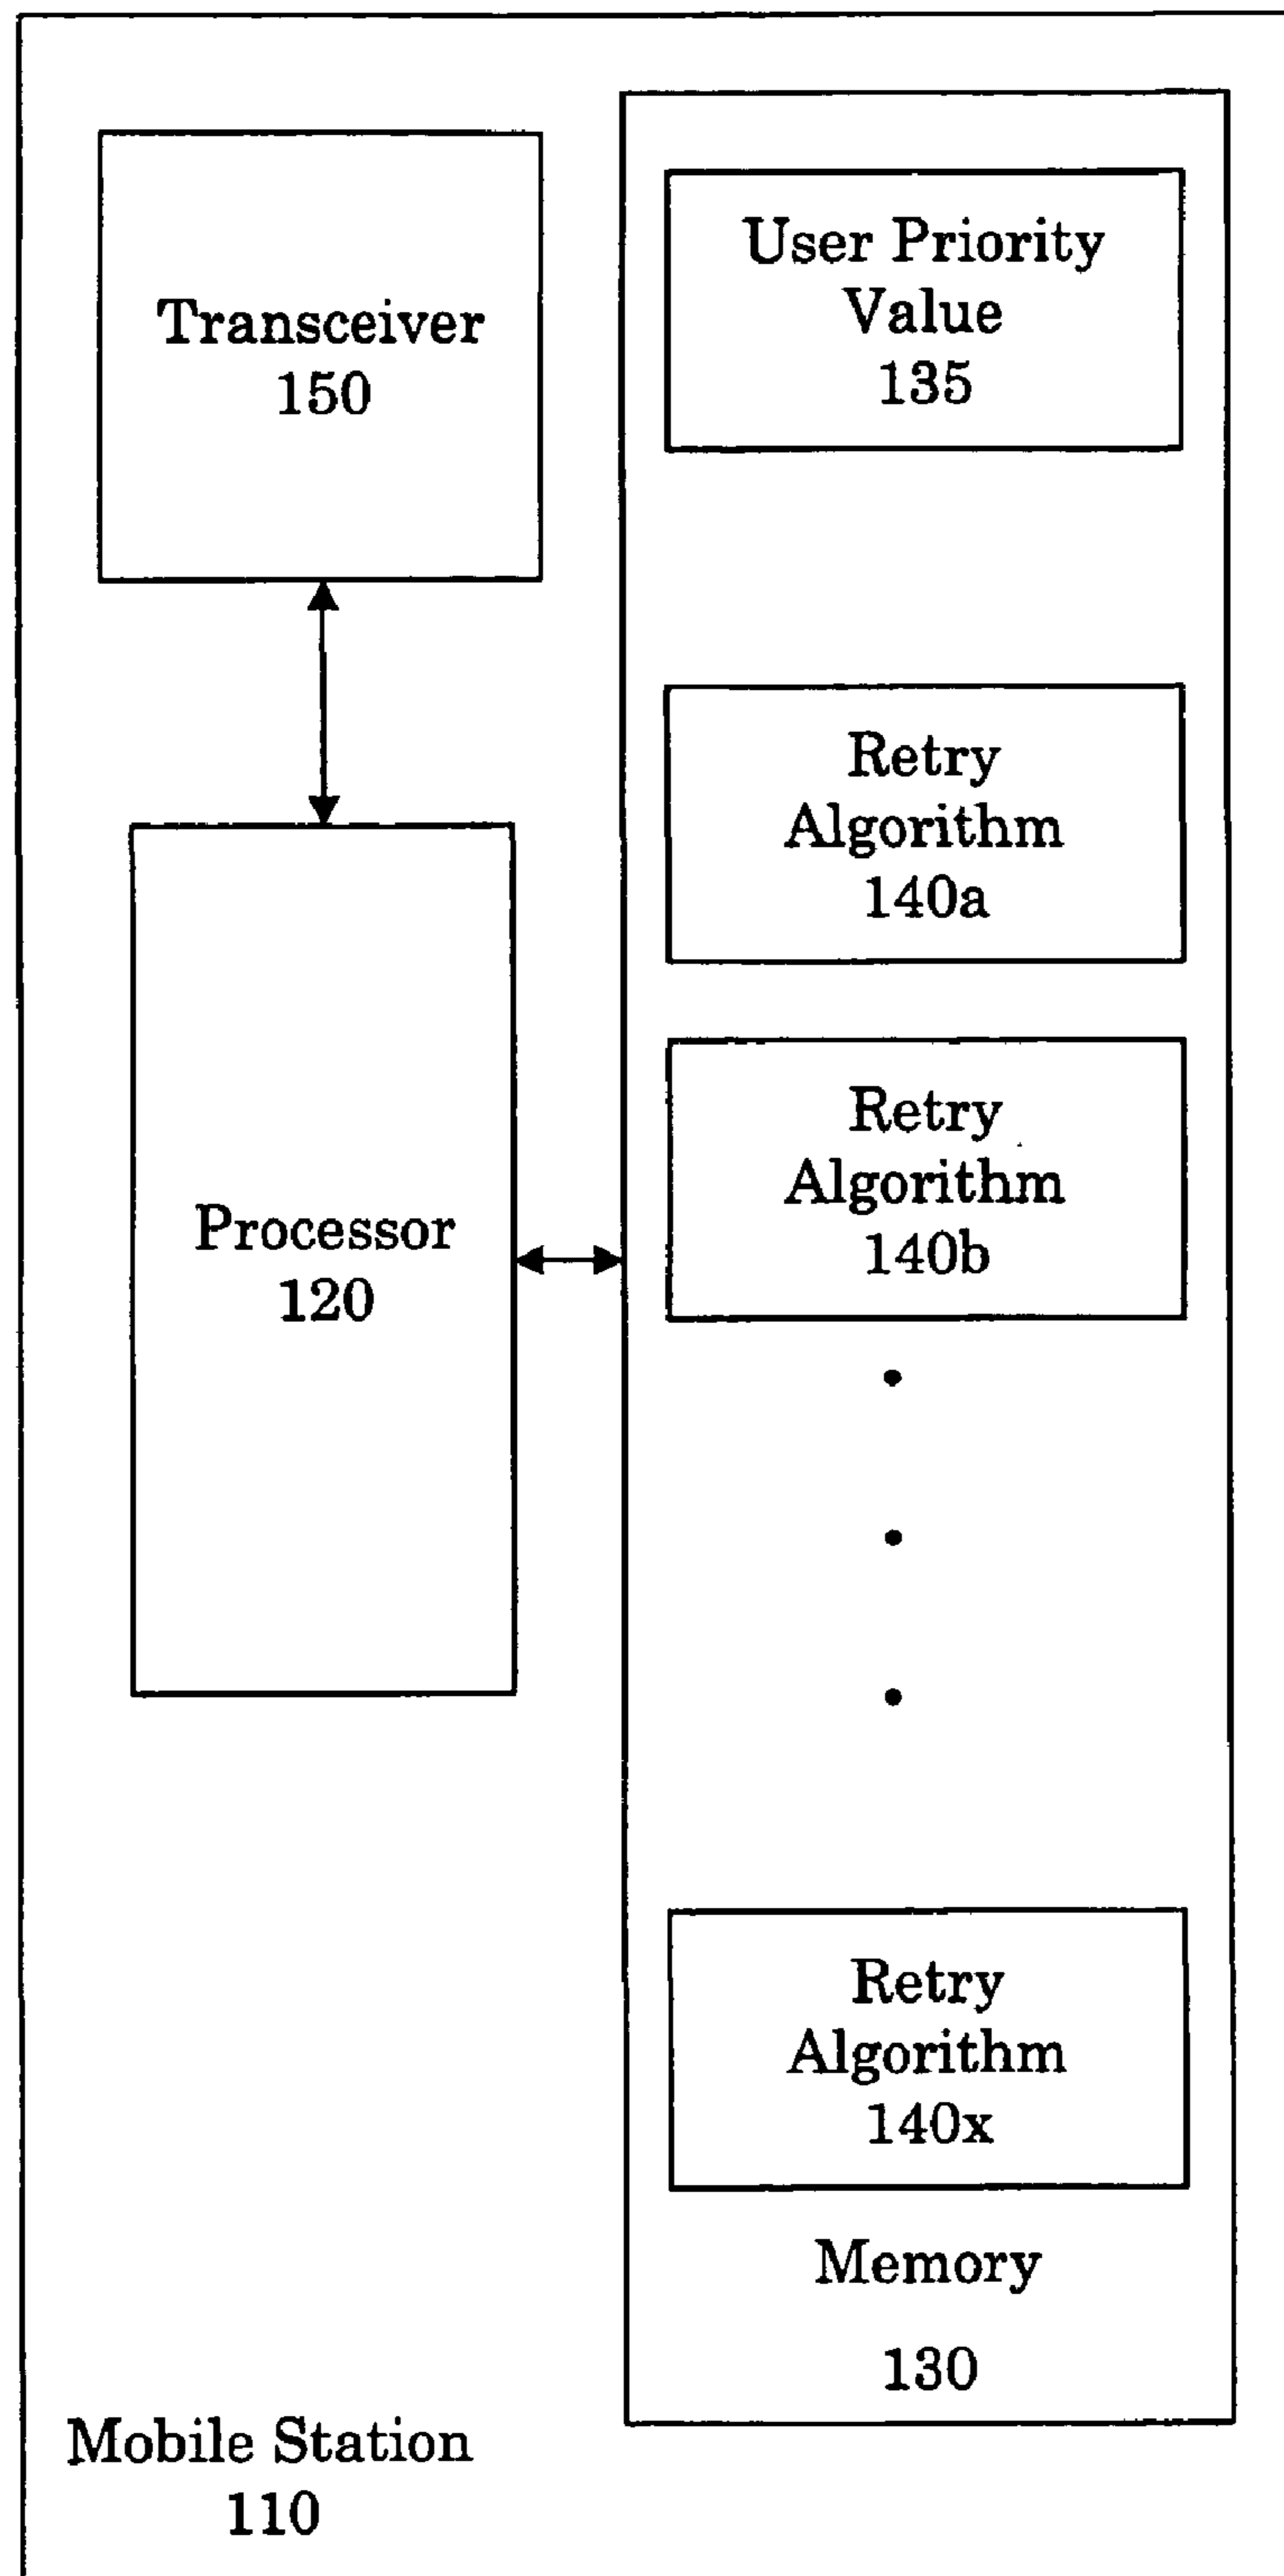 Transceiver
150
User Priority
Value
135
Retry
Algorithm
140a
Retry
Algorithm
140b
Processor
120
Retry
Algorithm
140x
Memory
130
Mobile Station
110